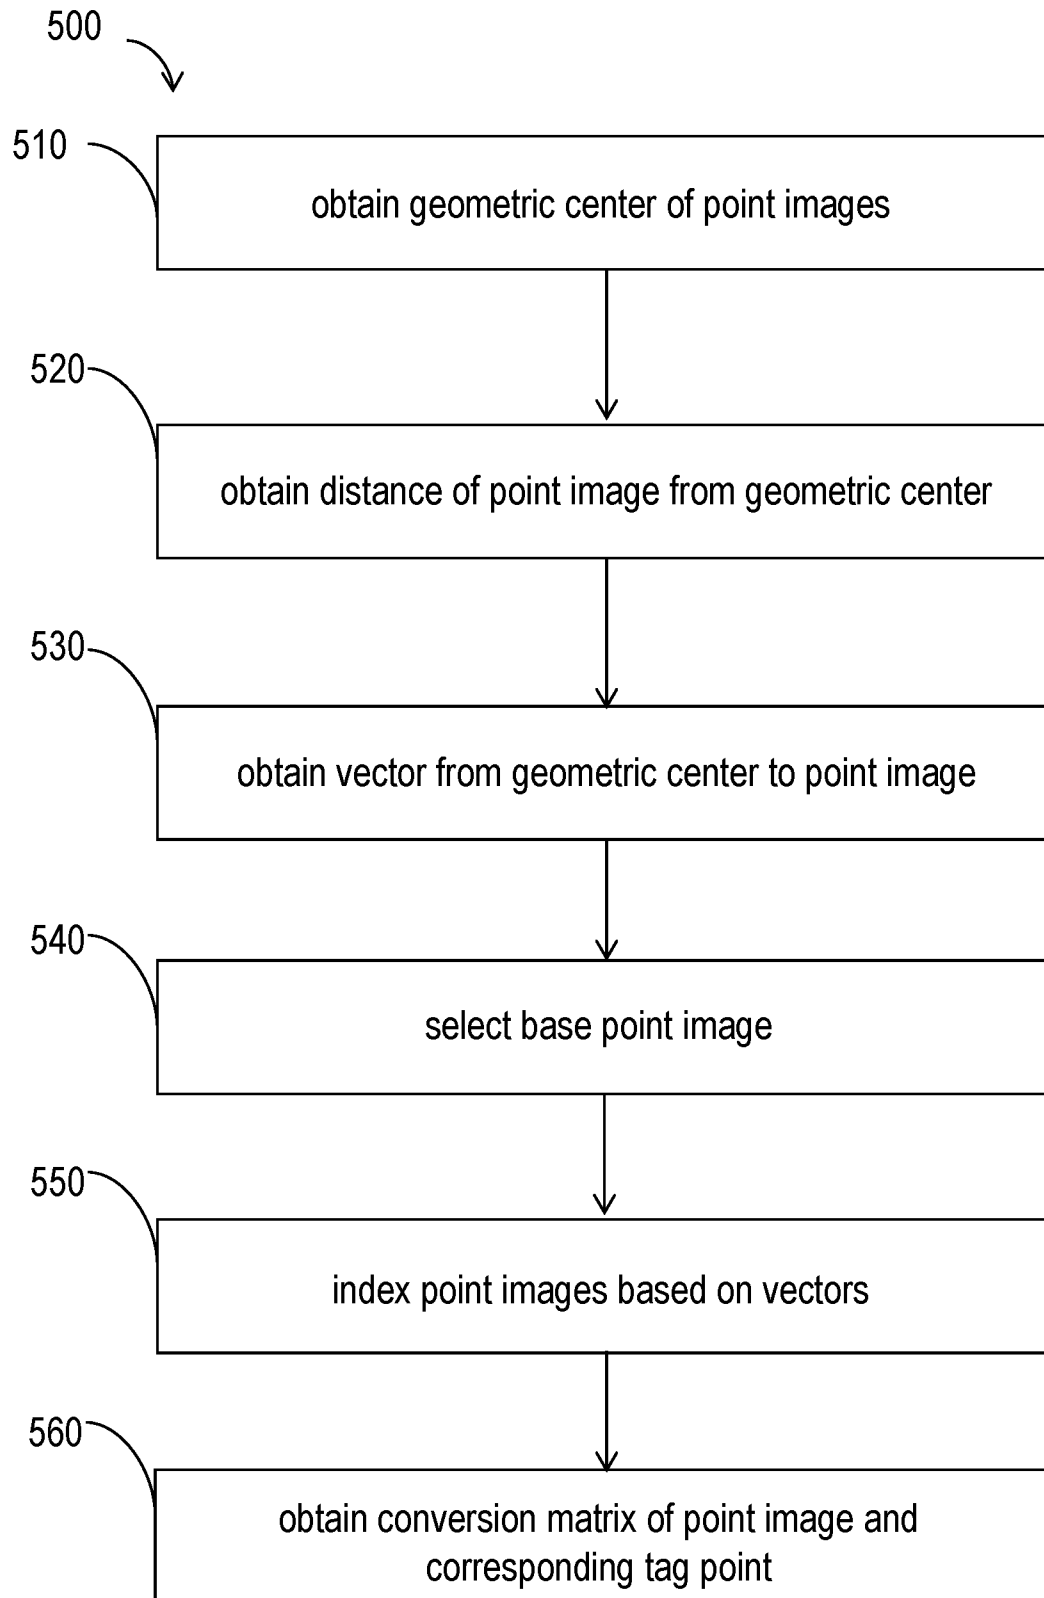 500
510
obtain geometric center of point images
520
obtain distance of point image from geometric center
530
obtain vector from geometric center to point image
540
select base point image
550
index point images based on vectors
560
obtain conversion matrix of point image and
corresponding tag point